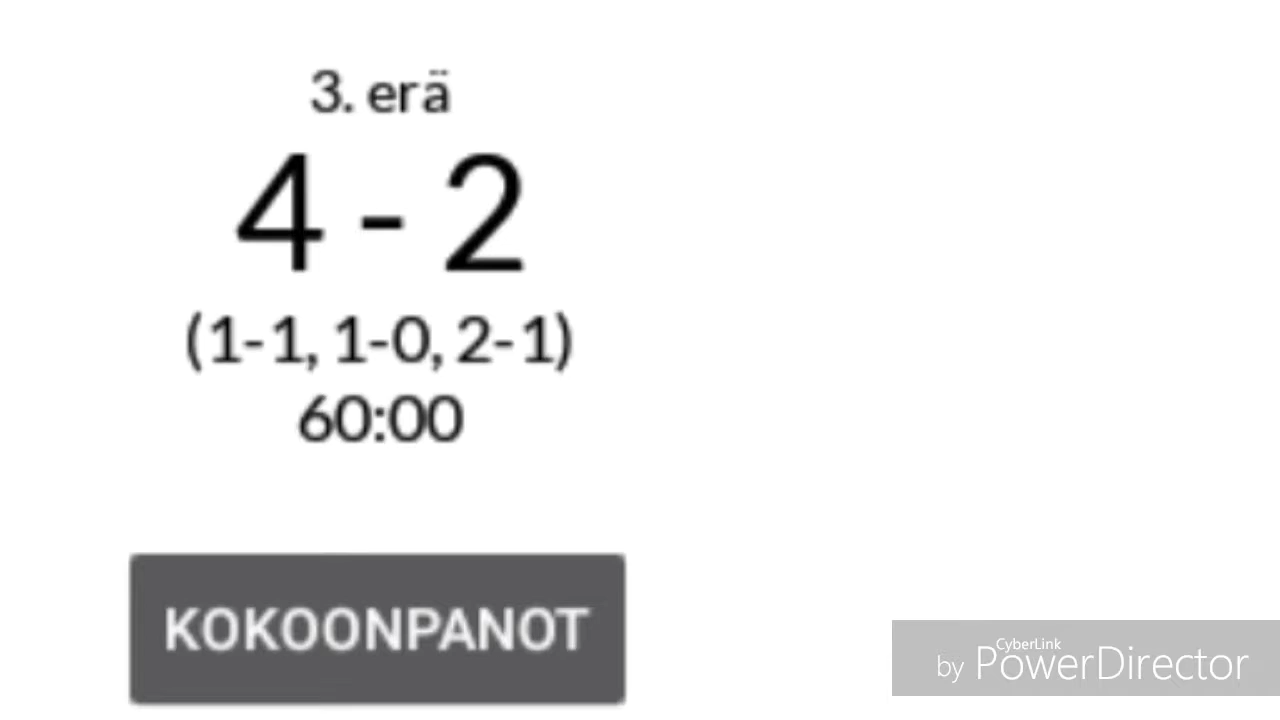 3. erä
4 - 2
(1-1, 1-0, 2-1)
60:00
KOKOONPANOT
CyberLink
by PowerDirector